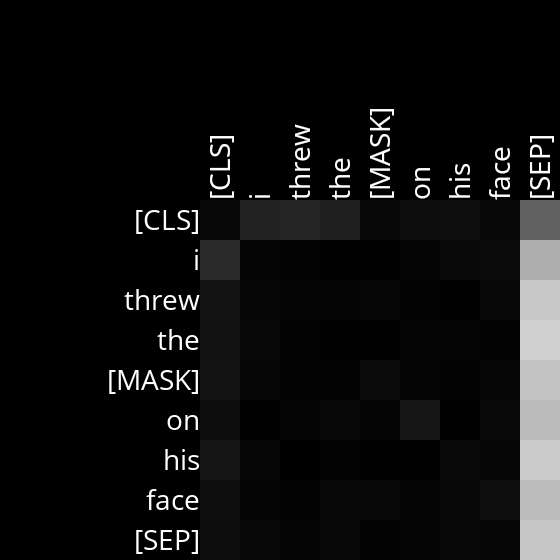 [CLS] i threw the [MASK] on his face [SEP]
[CLS]
i
threw
the
[MASK]
on
his
face
[SEP]